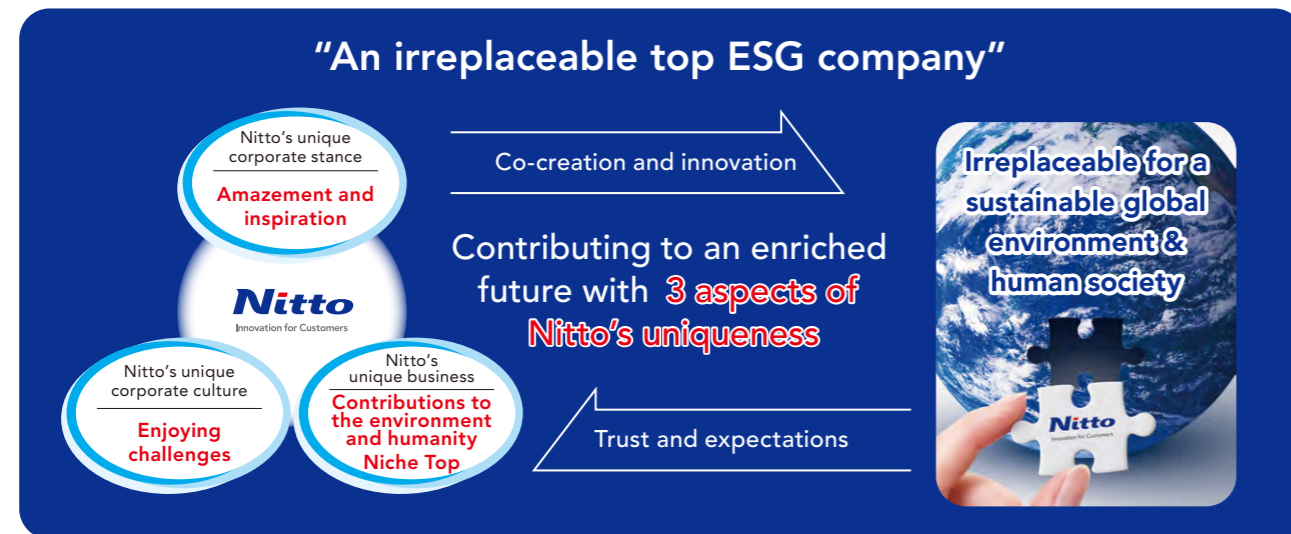 “An irreplaceable top ESG company”
Nitto’s unique
corporate stance
Amazement and
inspiration
Nitto
Innovation for Customers
Nitto’s unique
corporate culture
Enjoying
challenges
Nitto’s
unique business
Contributions to
the environment
and humanity
Niche Top
Co-creation and innovation
Contributing to an enriched
future with 3 aspects of
Nitto’s uniqueness
Trust and expectations
Irreplaceable for a
sustainable global
environment &
human society
Nitto
Innovation for Customers